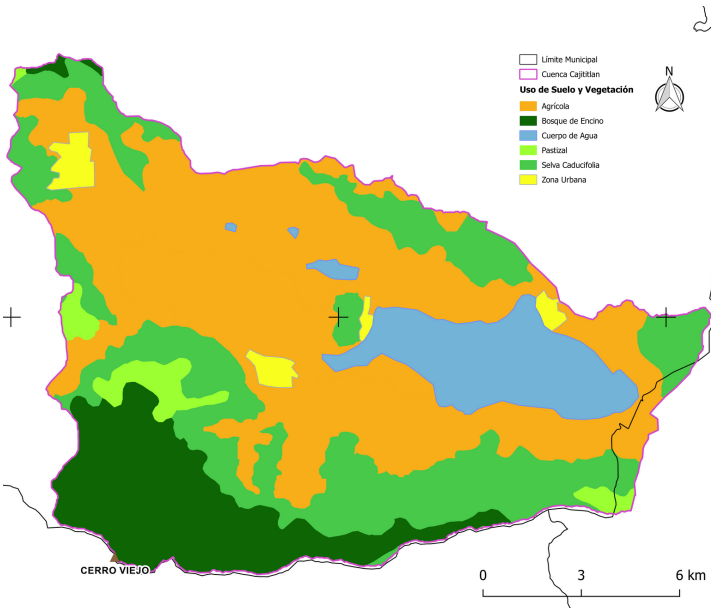 Límite Municipal
Cuenca Cajititlan
Uso de Suelo y Vegetación
Agrícola
Bosque de Encino
Cuerpo de Agua
Pastizal
Selva Caducifolia
Zona Urbana
N
CERRO VIEJO
0 3 6 km